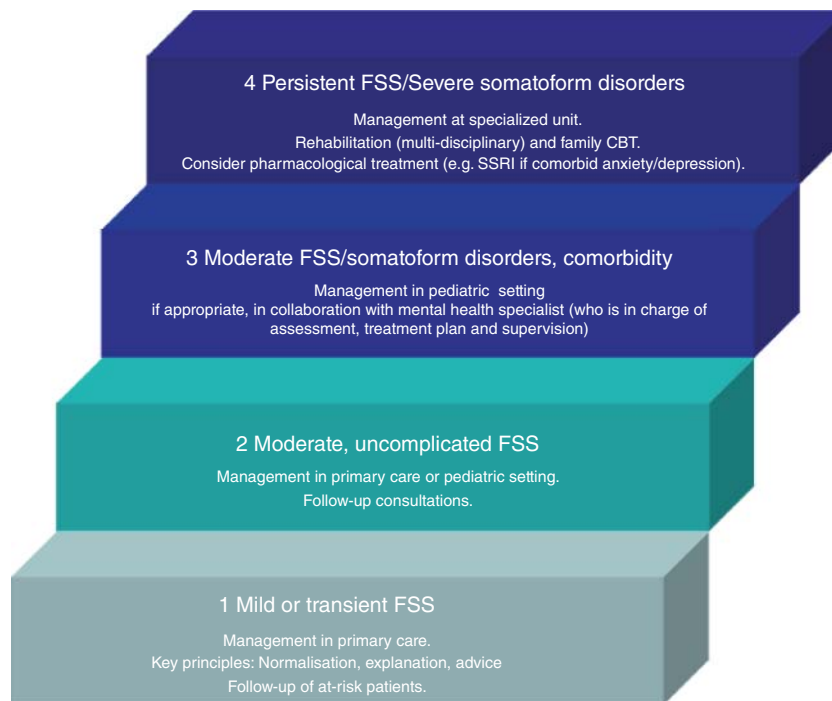 4 Persistent FSS/Severe somatoform disorders
Management at specialized unit.
Rehabilitation (multi-disciplinary) and family CBT.
Consider pharmacological treatment (e.g. SSRI if comorbid anxiety/depression).
3 Moderate FSS/somatoform disorders, comorbidity
Management in pediatric setting
if appropriate, in collaboration with mental health specialist (who is in charge of
assessment, treatment plan and supervision)
2 Moderate, uncomplicated FSS
Management in primary care or pediatric setting.
Follow-up consultations.
1 Mild or transient FSS
Management in primary care.
Key principles: Normalisation, explanation, advice
Follow-up of at-risk patients.